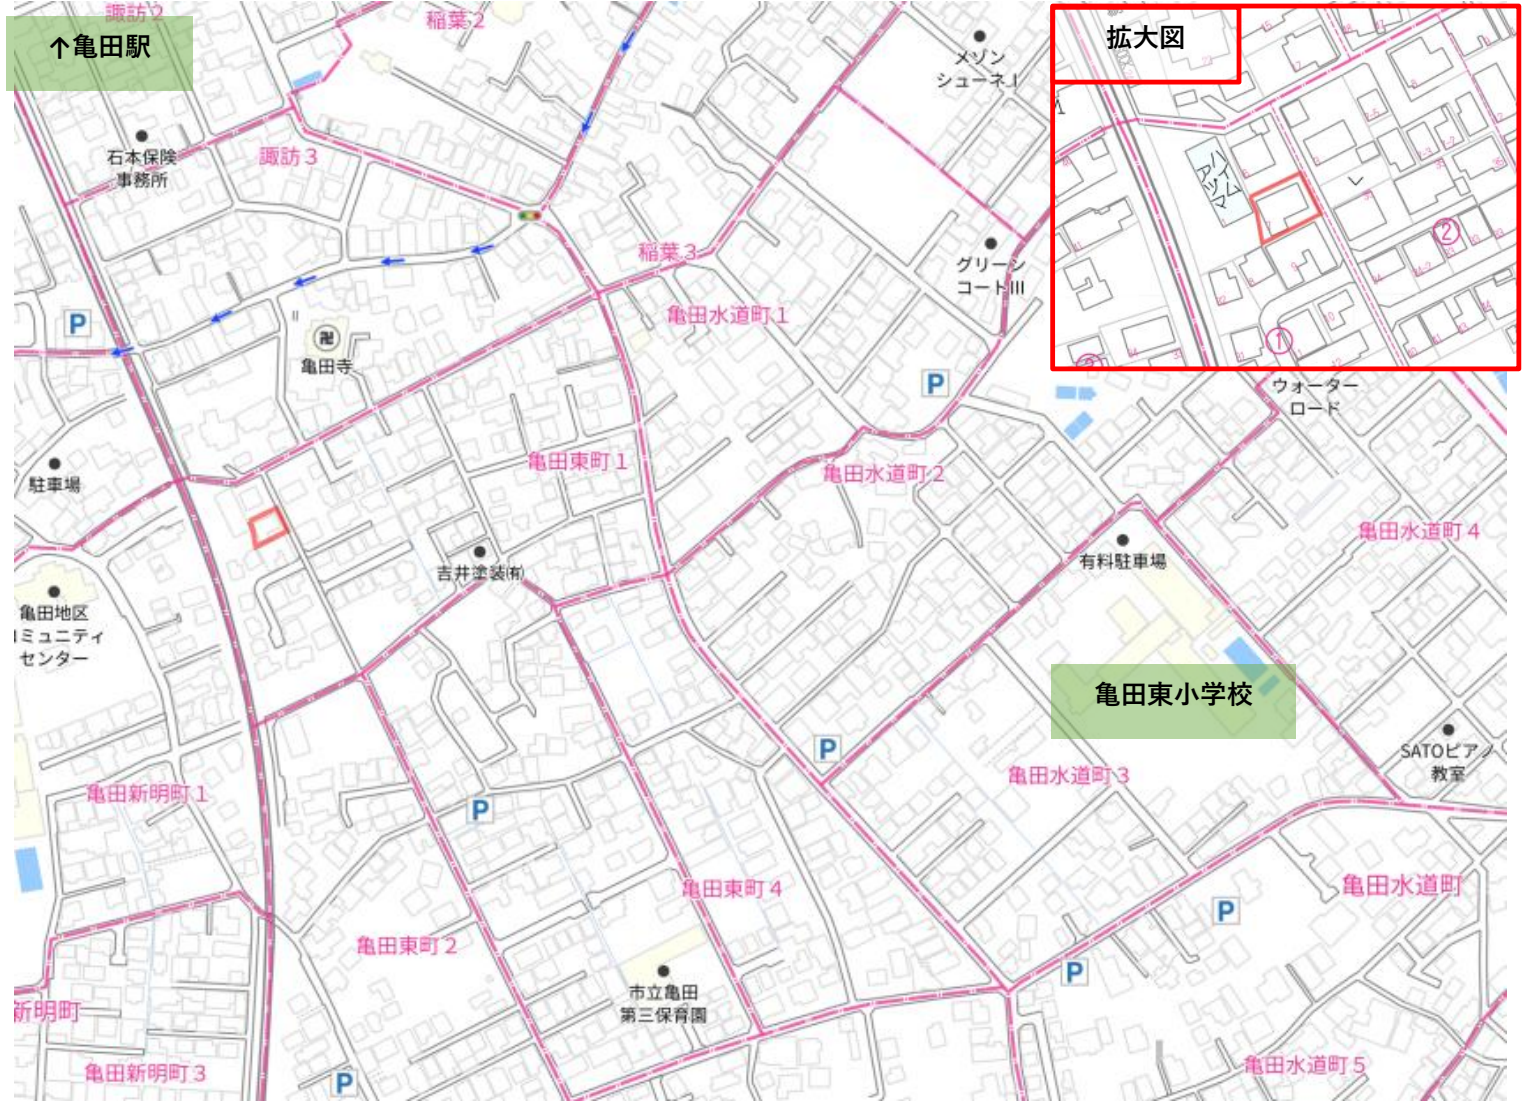 諏訪2
稲葉2
↑亀田駅
拡大図
メゾン
シューネⅠ
石本保険
事務所
諏訪3
稲葉3
グリーン
コートIII
亀田水道町1
P
卍
亀田寺
P
ハイム
アヅマ
②
①
ウォーター
ロード
駐車場
亀田東町1
亀田水道町2
亀田水道町4
吉井塗装㈲
有料駐車場
亀田地区
コミュニティ
センター
亀田東小学校
P
SATOピアノ
教室
亀田新明町1
亀田水道町3
P
亀田東町4
亀田水道町
P
亀田東町2
P
市立亀田
第三保育園
新明町
亀田新明町3
P
亀田水道町5